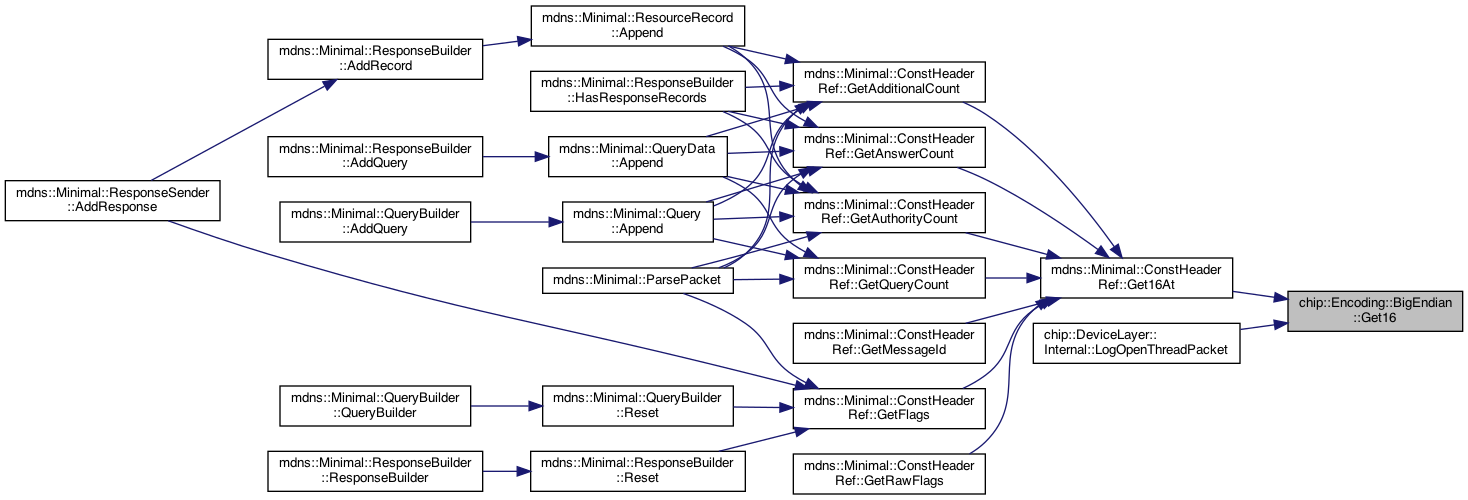 mdns::Minimal::ResponseSender
::AddResponse
mdns::Minimal::ResponseBuilder
::AddRecord
mdns::Minimal::ResponseBuilder
::AddQuery
mdns::Minimal::QueryBuilder
::AddQuery
mdns::Minimal::QueryBuilder
::QueryBuilder
mdns::Minimal::ResponseBuilder
::ResponseBuilder
mdns::Minimal::ResourceRecord
::Append
mdns::Minimal::ResponseBuilder
::HasResponseRecords
mdns::Minimal::QueryData
::Append
mdns::Minimal::Query
::Append
mdns::Minimal::ParsePacket
mdns::Minimal::QueryBuilder
::Reset
mdns::Minimal::ResponseBuilder
::Reset
mdns::Minimal::ConstHeader
Ref::GetAdditionalCount
mdns::Minimal::ConstHeader
Ref::GetAnswerCount
mdns::Minimal::ConstHeader
Ref::GetAuthorityCount
mdns::Minimal::ConstHeader
Ref::GetQueryCount
mdns::Minimal::ConstHeader
Ref::GetMessageId
mdns::Minimal::ConstHeader
Ref::GetFlags
mdns::Minimal::ConstHeader
Ref::GetRawFlags
mdns::Minimal::ConstHeader
Ref::Get16At
chip::DeviceLayer::
Internal::LogOpenThreadPacket
chip::Encoding::BigEndian
::Get16